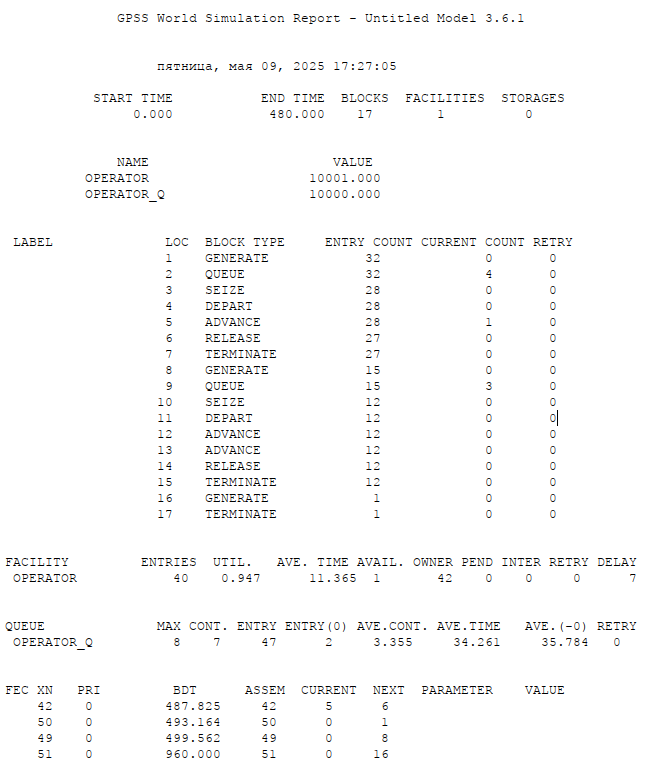 GPSS World Simulation Report - Untitled Model 3.6.1
пятница, мая 09, 2025 17:27:05
START TIME END TIME BLOCKS FACILITIES STORAGES
0.000 480.000 17 1 0
NAME VALUE
OPERATOR 10001.000
OPERATOR_Q 10000.000
LABEL LOC BLOCK TYPE ENTRY COUNT CURRENT COUNT RETRY
1 GENERATE 32 0 0
2 QUEUE 32 4 0
3 SEIZE 28 0 0
4 DEPART 28 0 0
5 ADVANCE 28 1 0
6 RELEASE 27 0 0
7 TERMINATE 27 0 0
8 GENERATE 15 0 0
9 QUEUE 15 3 0
10 SEIZE 12 0 0
11 DEPART 12 0 0
12 ADVANCE 12 0 0
13 ADVANCE 12 0 0
14 RELEASE 12 0 0
15 TERMINATE 12 0 0
16 GENERATE 1 0 0
17 TERMINATE 1 0 0
FACILITY ENTRIES UTIL. AVE. TIME AVAIL. OWNER PEND INTER RETRY DELAY
OPERATOR 40 0.947 11.365 1 42 0 0 0 7
QUEUE MAX CONT. ENTRY ENTRY(0) AVE.CONT. AVE.TIME AVE.(-0) RETRY
OPERATOR_Q 8 7 47 2 3.355 34.261 35.784 0
FEC XN PRI BDT ASSEM CURRENT NEXT PARAMETER VALUE
42 0 487.825 42 5 6
50 0 493.164 50 0 1
49 0 499.562 49 0 8
51 0 960.000 51 0 16